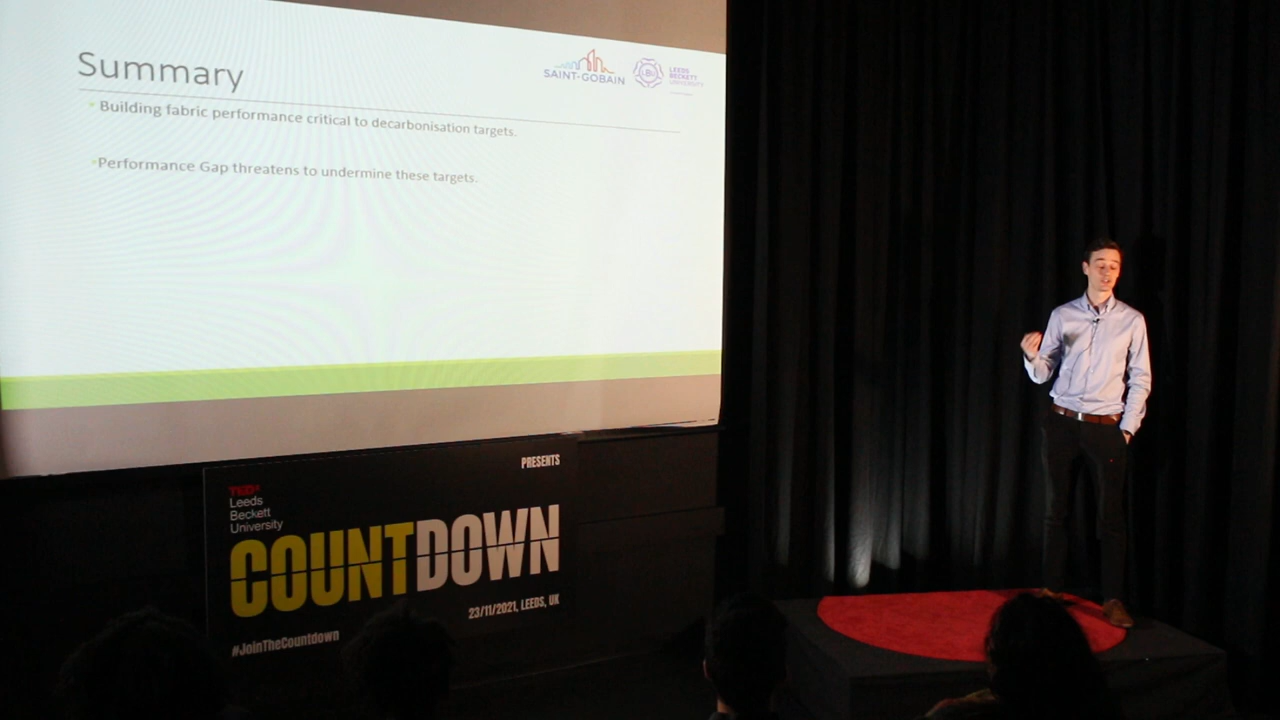 Summary
SAINT-GOBAIN
LEEDS
BECKETT
UNIVERSITY
Building fabric performance critical to decarbonisation targets.
Performance Gap threatens to undermine these targets.
PRESENTS
TEDx
Leeds
Beckett
University
COUNTDOWN
23/11/2021, LEEDS, UK
#JoinTheCountdown